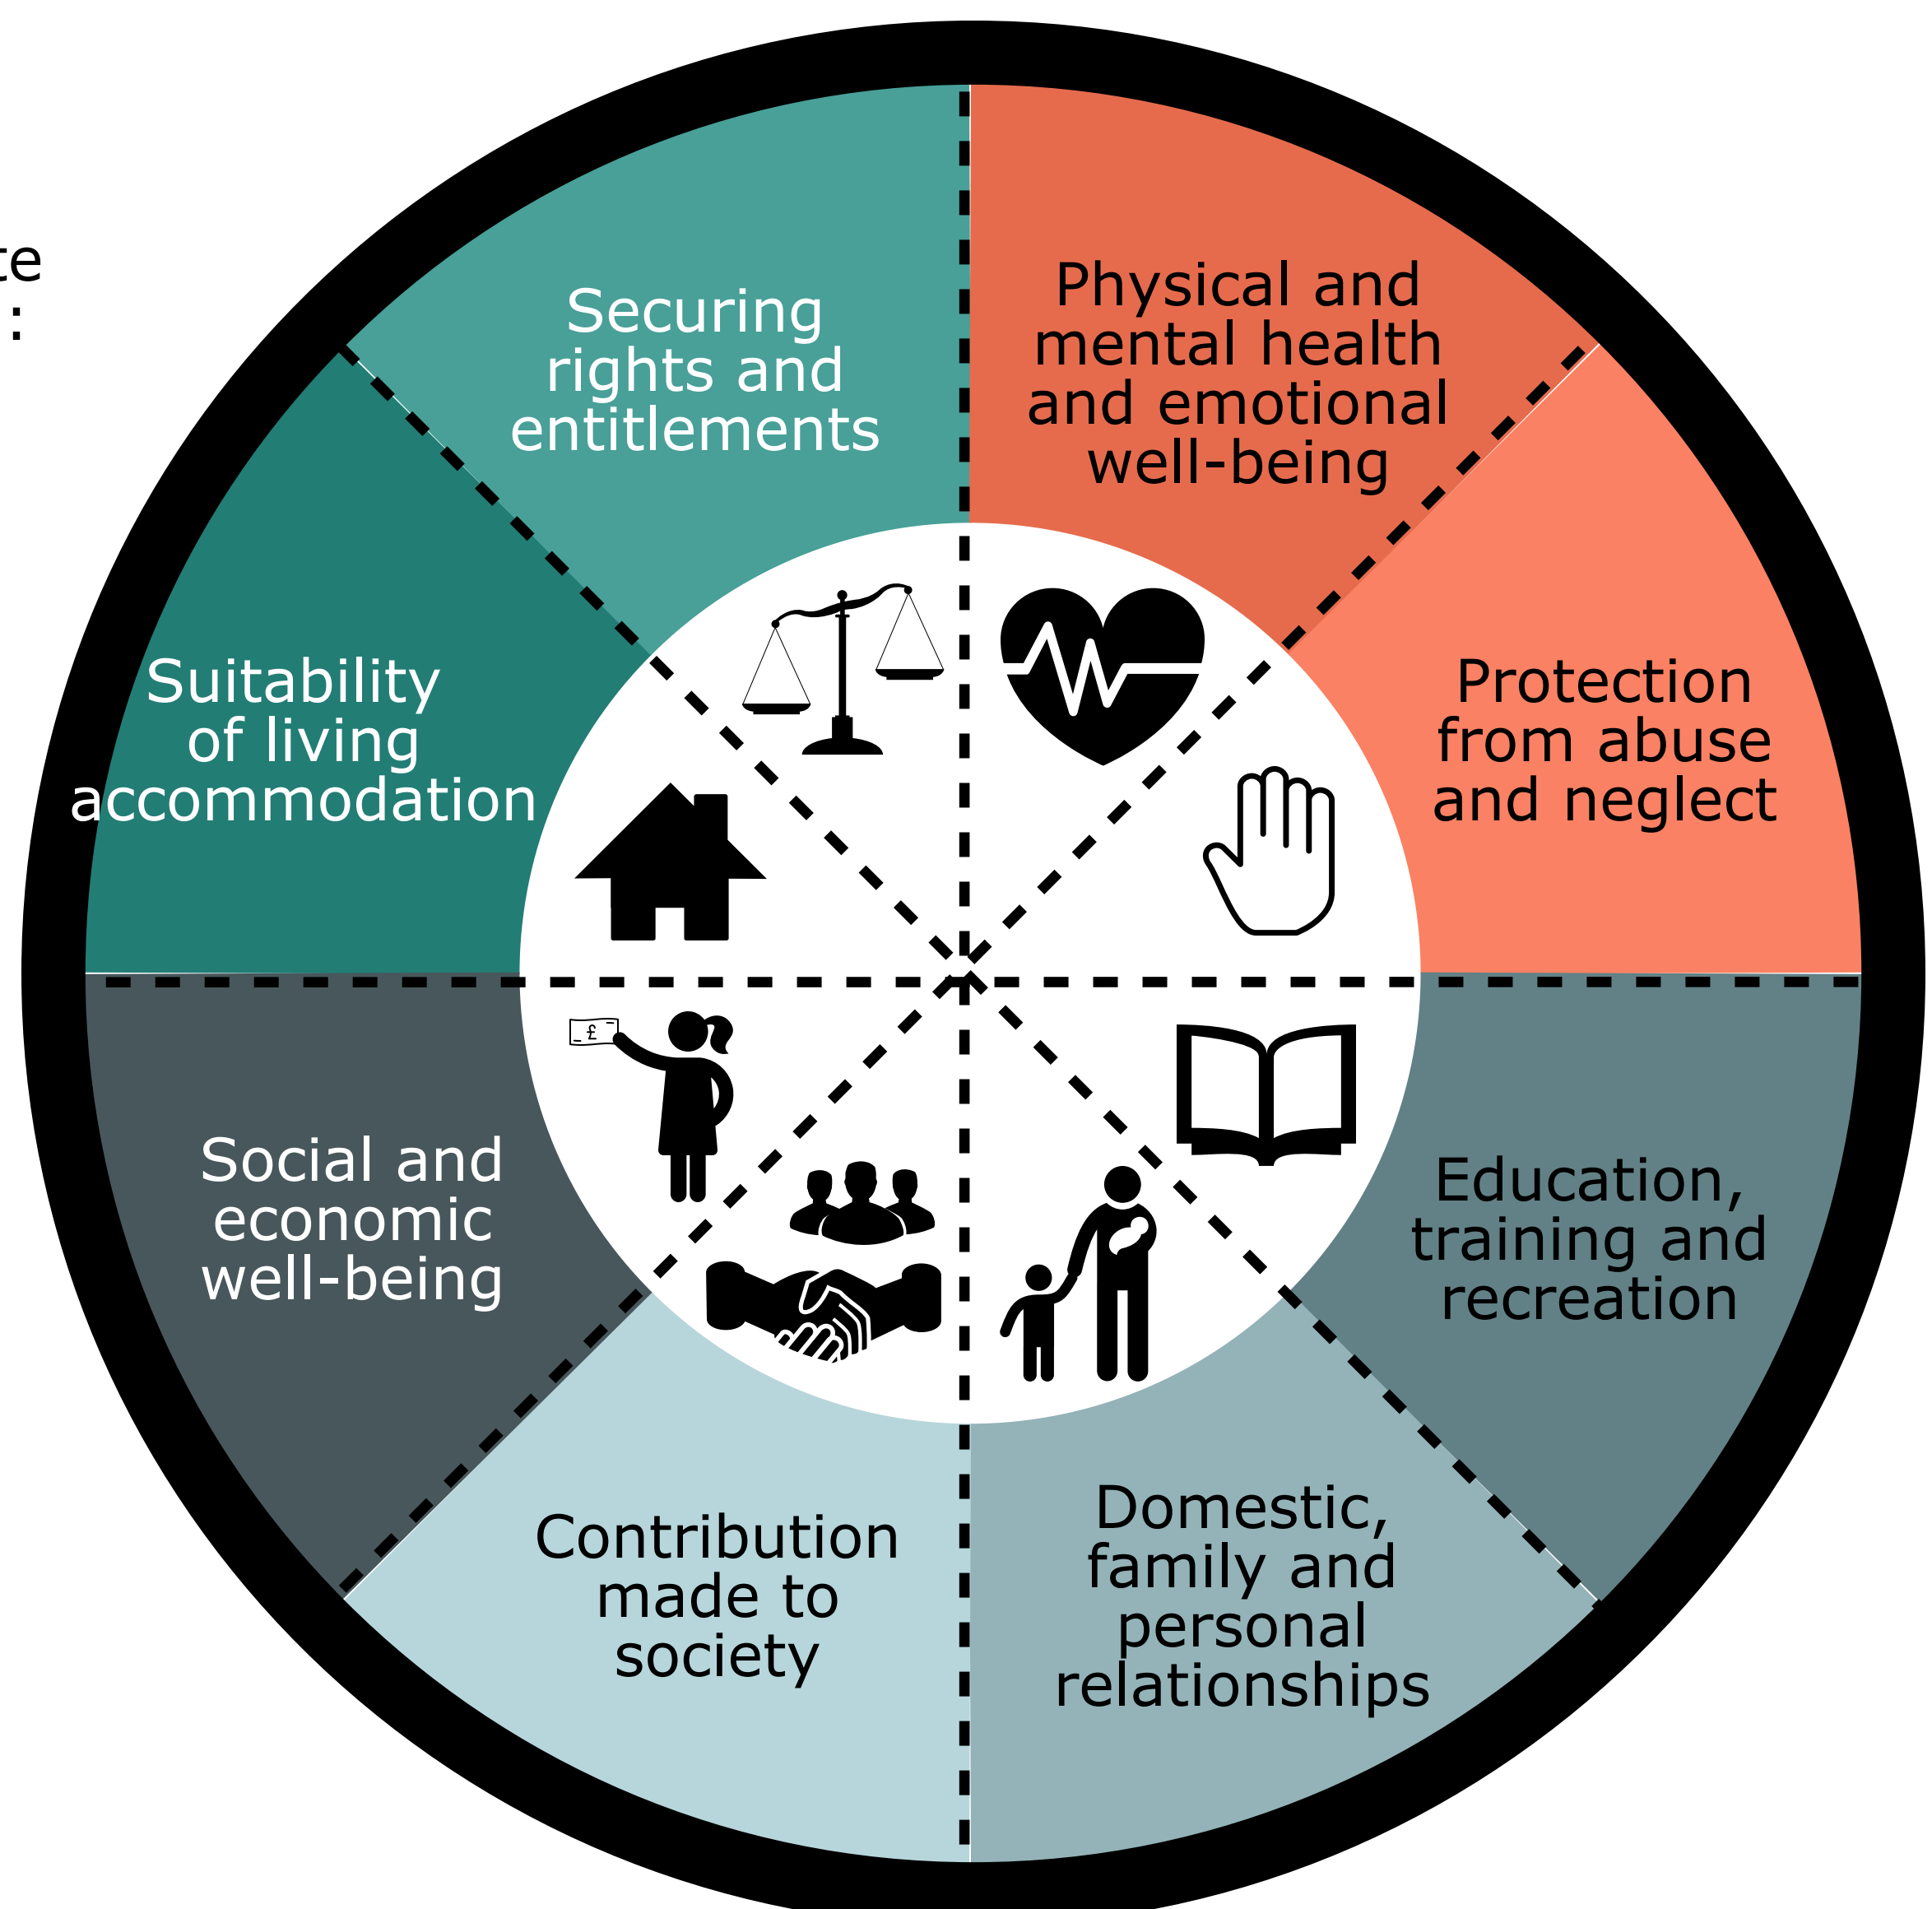 te
:
Securing
rights and
entitlements
Physical and
mental health
and emotional
well-being
Suitability
of living
accommodation
Protection
from abuse
and neglect
£
Social and
economic
well-being
Education,
training and
recreation
Contribution
made to
society
Domestic,
family and
personal
relationships